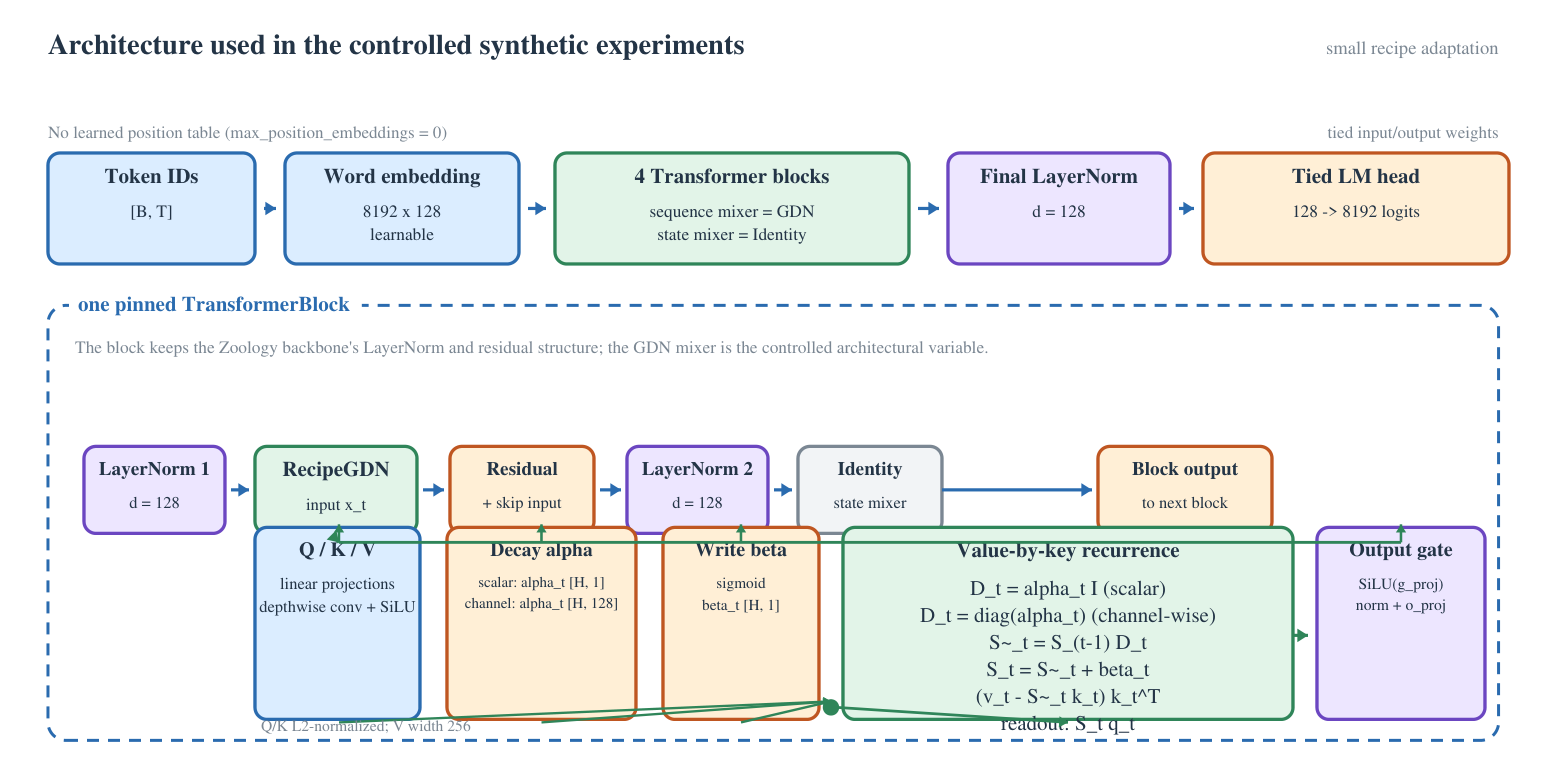 Architecture used in the controlled synthetic experiments
small recipe adaptation
No learned position table (max_position_embeddings = 0)
tied input/output weights
Token IDs
[B, T]
Word embedding
8192 x 128
learnable
4 Transformer blocks
sequence mixer = GDN
state mixer = Identity
Final LayerNorm
d = 128
Tied LM head
128 -> 8192 logits
one pinned TransformerBlock
The block keeps the Zoology backbone's LayerNorm and residual structure; the GDN mixer is the controlled architectural variable.
LayerNorm 1
d = 128
RecipeGDN
input x_t
Residual
+ skip input
LayerNorm 2
d = 128
Identity
state mixer
Block output
to next block
Q / K / V
linear projections
depthwise conv + SiLU
Decay alpha
scalar: alpha_t [H, 1]
channel: alpha_t [H, 128]
Write beta
sigmoid
beta_t [H, 1]
Value-by-key recurrence
D_t = alpha_t I (scalar)
D_t = diag(alpha_t) (channel-wise)
S~_t = S_(t-1) D_t
S_t = S~_t + beta_t
(v_t - S~_t k_t) k_t^T
readout: S_t q_t
Output gate
SiLU(g_proj)
norm + o_proj
Q/K L2-normalized; V width 256